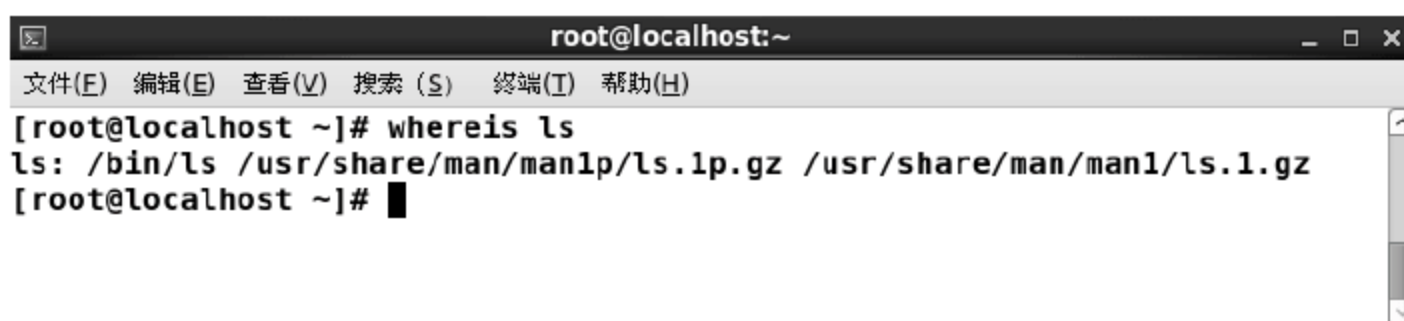 root@localhost:~
文件(F) 编辑(E) 查看(V) 搜索 (S) 终端(T) 帮助(H)
[root@localhost ~]# whereis ls
ls: /bin/ls /usr/share/man/man1p/ls.1p.gz /usr/share/man/man1/ls.1.gz
[root@localhost ~]#